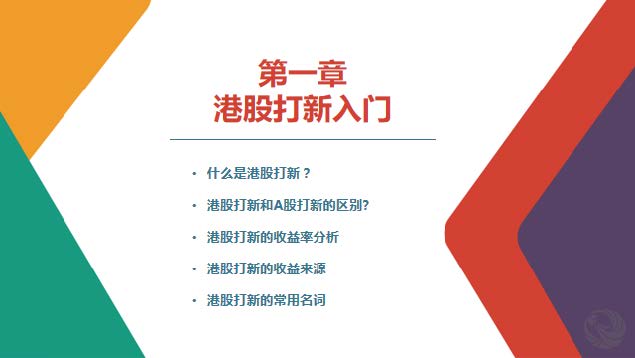 第一章
港股打新入门
• 什么是港股打新？
• 港股打新和A股打新的区别?
• 港股打新的收益率分析
• 港股打新的收益来源
• 港股打新的常用名词